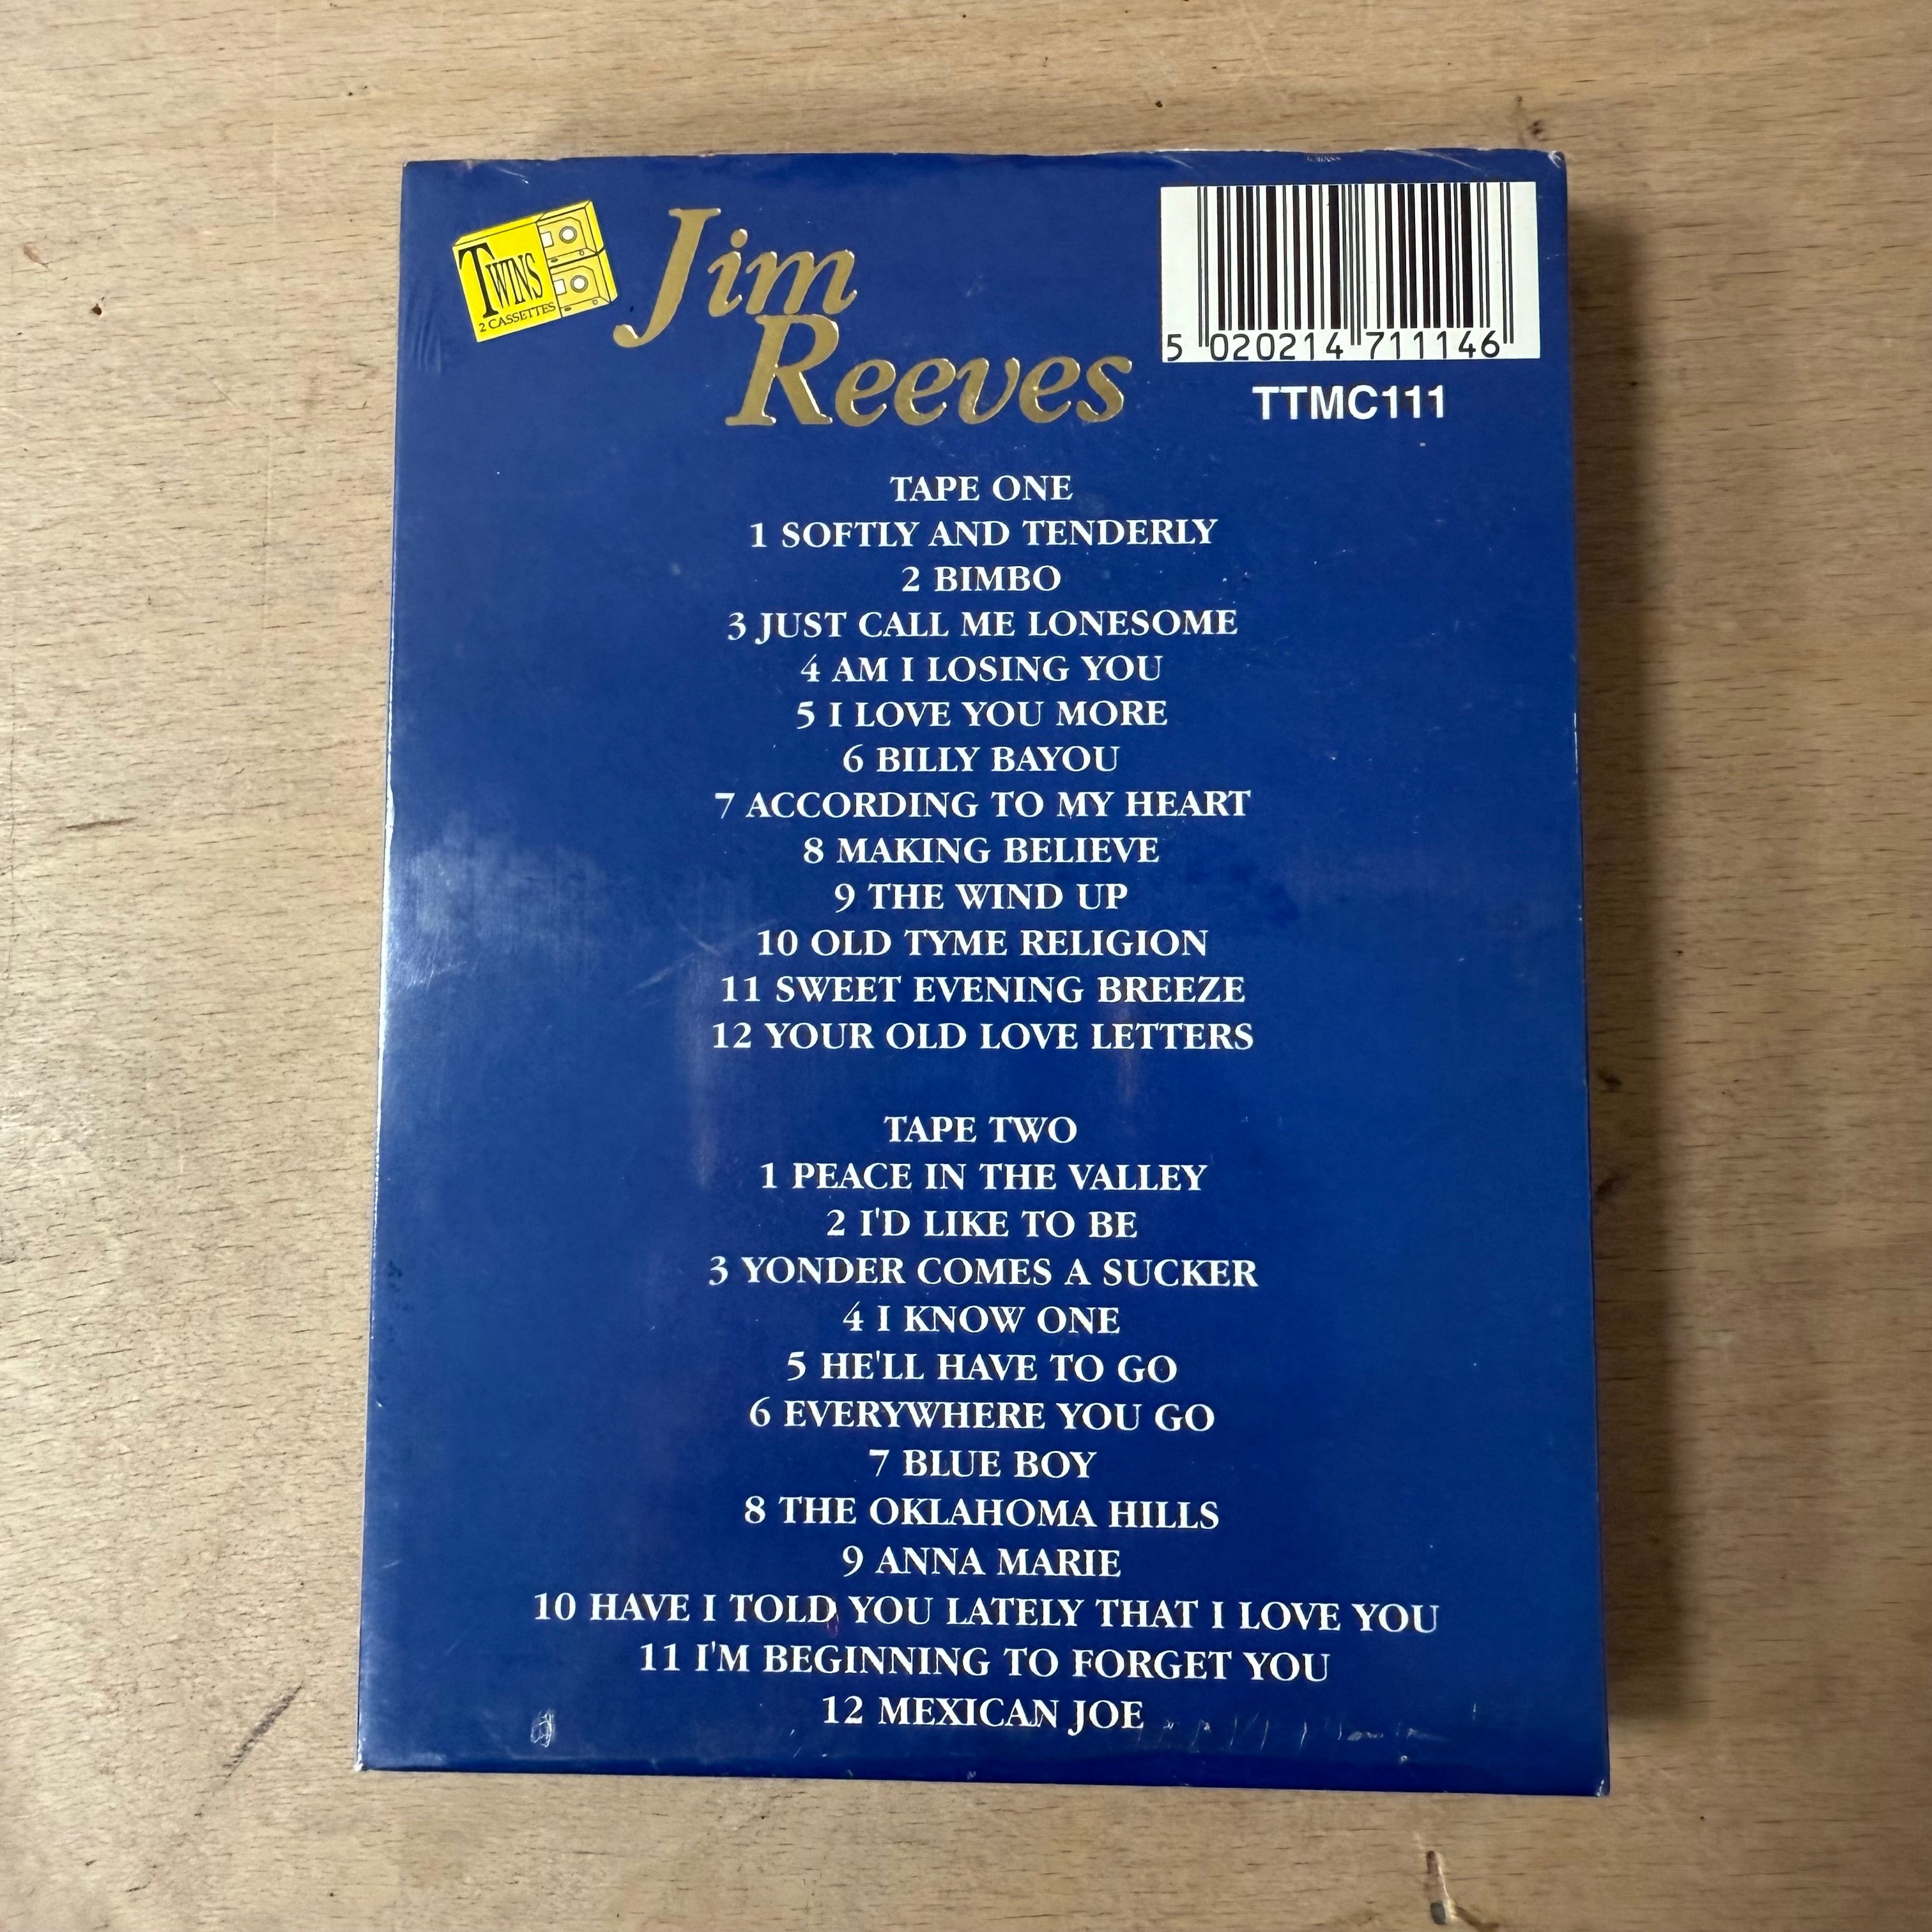 TWINS
2 CASSETTES
Jim
Reeves
5 020214 711146
TTMC111
TAPE ONE
1 SOFTLY AND TENDERLY
2 BIMBO
3 JUST CALL ME LONESOME
4 AM I LOSING YOU
5 I LOVE YOU MORE
6 BILLY BAYOU
7 ACCORDING TO MY HEART
8 MAKING BELIEVE
9 THE WIND UP
10 OLD TYME RELIGION
11 SWEET EVENING BREEZE
12 YOUR OLD LOVE LETTERS
TAPE TWO
1 PEACE IN THE VALLEY
2 I'D LIKE TO BE
3 YONDER COMES A SUCKER
4 I KNOW ONE
5 HE'LL HAVE TO GO
6 EVERYWHERE YOU GO
7 BLUE BOY
8 THE OKLAHOMA HILLS
9 ANNA MARIE
10 HAVE I TOLD YOU LATELY THAT I LOVE YOU
11 I'M BEGINNING TO FORGET YOU
12 MEXICAN JOE